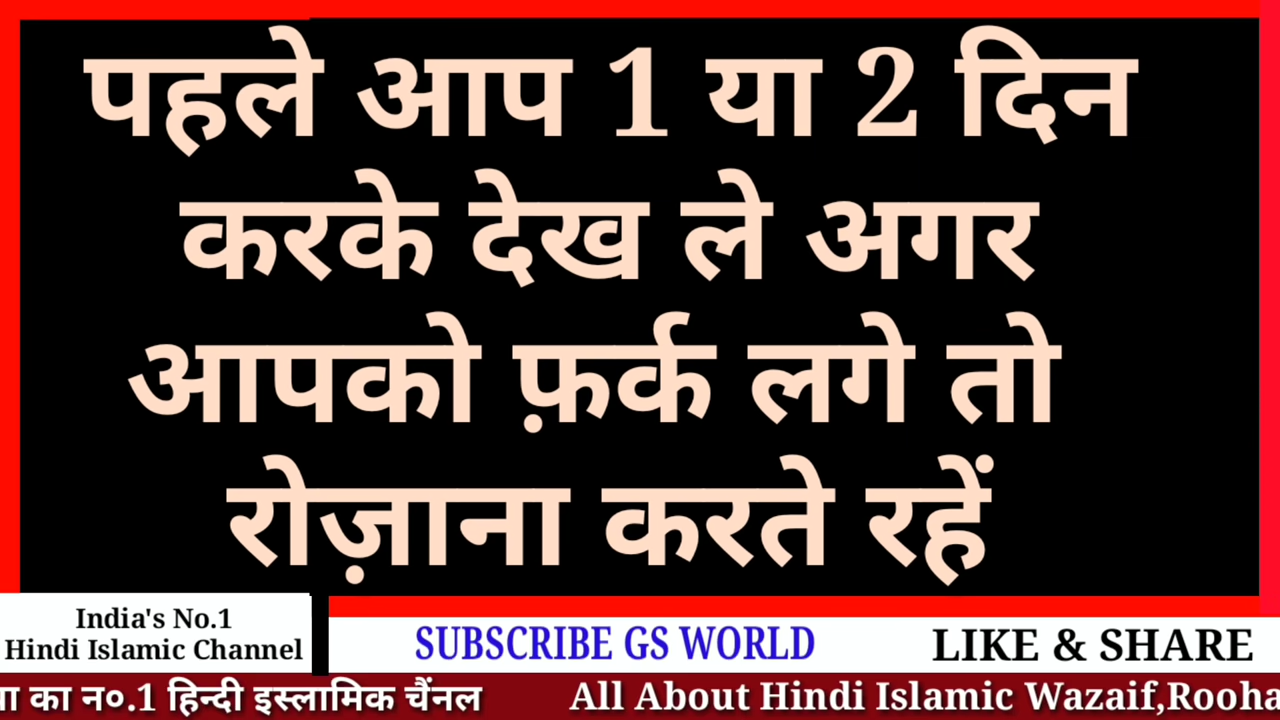 पहले आप 1 या 2 दिन
करके देख ले अगर
आपको फ़र्क लगे तो
रोज़ाना करते रहें
India's No.1
Hindi Islamic Channel
SUBSCRIBE GS WORLD
LIKE & SHARE
का न०.1 हिन्दी इस्लामिक चैंनल All About Hindi Islamic Wazaif,